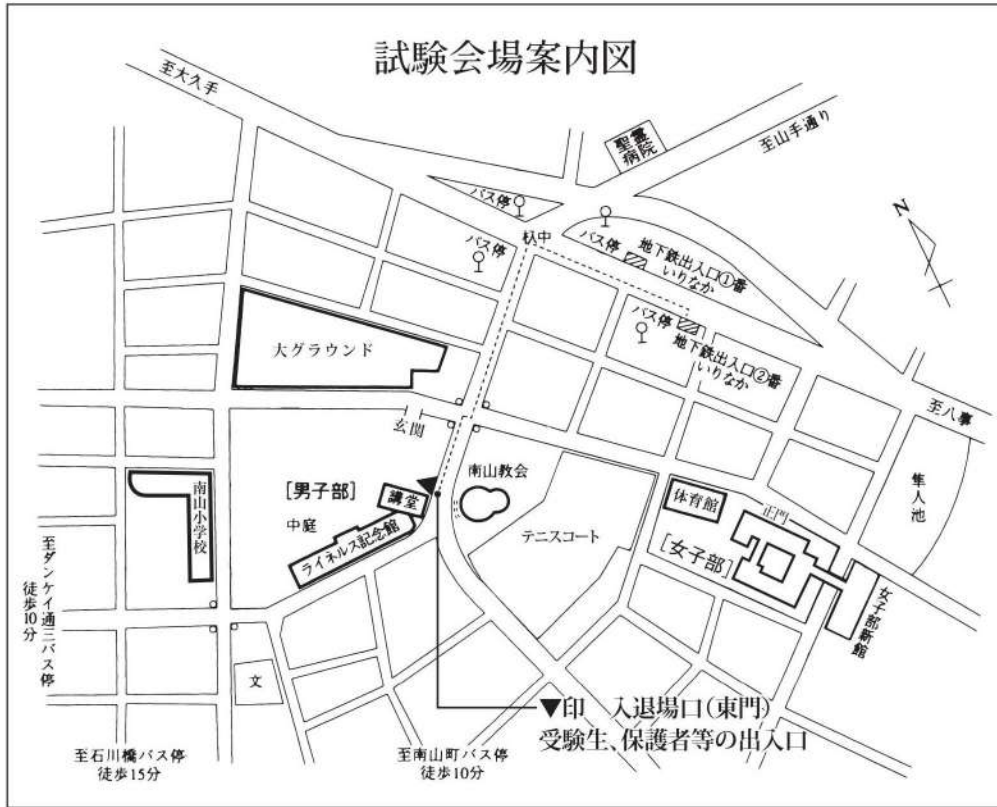 試験会場案内図
至大久手
聖霊
病院
至山手通り
バス停
N
杁中
バス停
バス停
地下鉄出入口①番
いりなか
バス停
地下鉄出入口②番
いりなか
大グラウンド
至八事
玄関
南山教会
隼人池
[男子部]
講堂
体育館
正門
南山小学校
中庭
テニスコート
[女子部]
ライネルス記念館
女子部新館
至ダンケイ通三バス停
徒歩10分
文
▼印 入退場口(東門)
受験生、保護者等の出入口
至石川橋バス停
徒歩15分
至南山町バス停
徒歩10分